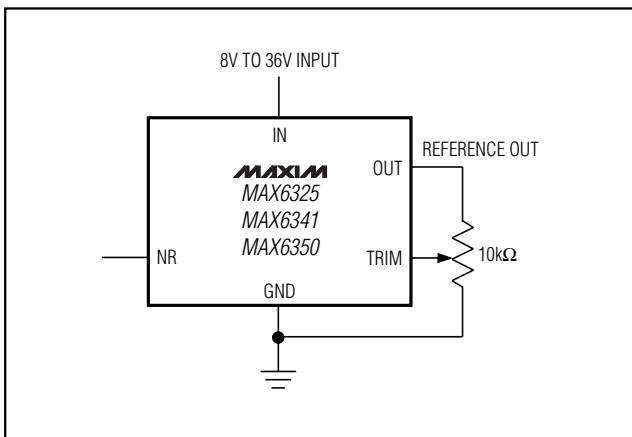 8V TO 36V INPUT
IN
REFERENCE OUT
MAXIM
OUT
MAX6325
MAX6341
MAX6350
NR
TRIM
10kΩ
GND